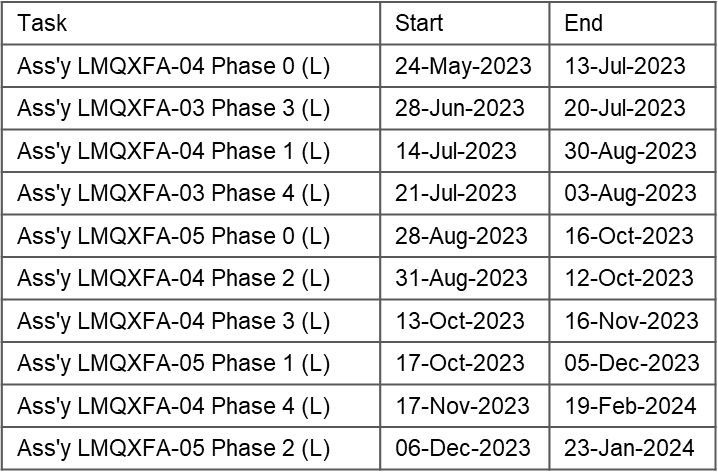 Task Start End
Ass'y LMQXFA-04 Phase 0 (L) 24-May-2023 13-Jul-2023
Ass'y LMQXFA-03 Phase 3 (L) 28-Jun-2023 20-Jul-2023
Ass'y LMQXFA-04 Phase 1 (L) 14-Jul-2023 30-Aug-2023
Ass'y LMQXFA-03 Phase 4 (L) 21-Jul-2023 03-Aug-2023
Ass'y LMQXFA-05 Phase 0 (L) 28-Aug-2023 16-Oct-2023
Ass'y LMQXFA-04 Phase 2 (L) 31-Aug-2023 12-Oct-2023
Ass'y LMQXFA-04 Phase 3 (L) 13-Oct-2023 16-Nov-2023
Ass'y LMQXFA-05 Phase 1 (L) 17-Oct-2023 05-Dec-2023
Ass'y LMQXFA-04 Phase 4 (L) 17-Nov-2023 19-Feb-2024
Ass'y LMQXFA-05 Phase 2 (L) 06-Dec-2023 23-Jan-2024